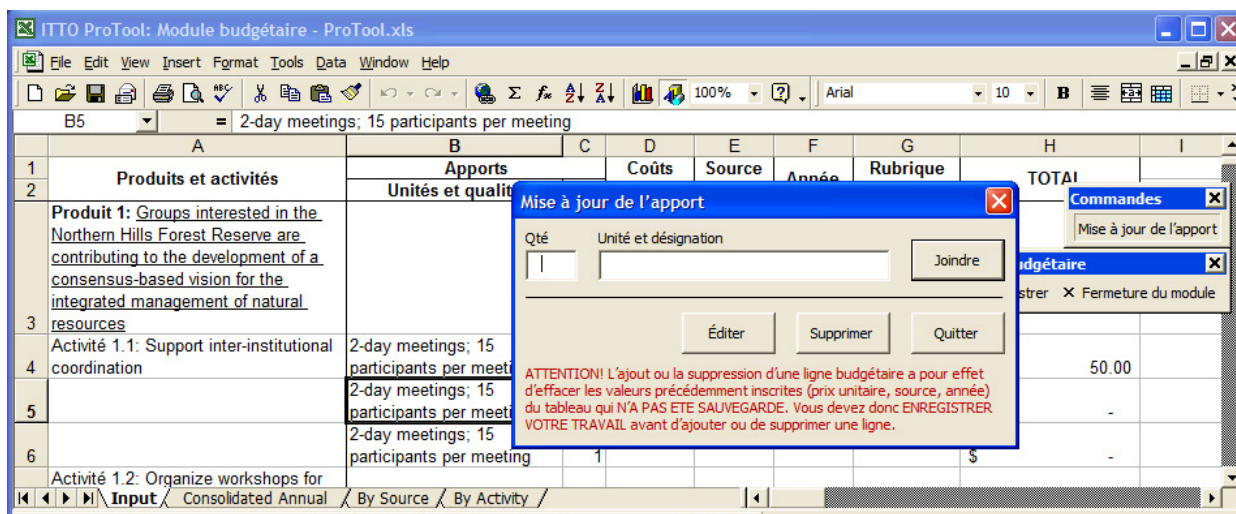 ITTO ProTool: Module budgétaire - ProTool.xls
File Edit View Insert Format Tools Data Window Help
100% Arial 10 B
B5 = 2-day meetings; 15 participants per meeting
A B C D E F G H I
1 Produits et activités Apports Coûts Source Année Rubrique TOTAL
2 Unités et qualit
Produit 1: Groups interested in the
Northern Hills Forest Reserve are
contributing to the development of a
consensus-based vision for the
integrated management of natural
3 resources
Activité 1.1: Support inter-institutional 2-day meetings; 15
4 coordination participants per meeti 50.00
2-day meetings; 15
5 participants per meeti -
2-day meetings; 15
6 participants per meeting 1 $ -
Activité 1.2: Organize workshops for
Input Consolidated Annual By Source By Activity
Mise à jour de l'apport
Qté Unité et désignation
Joindre
Éditer Supprimer Quitter
ATTENTION! L'ajout ou la suppression d'une ligne budgétaire a pour effet
d'effacer les valeurs précédemment inscrites (prix unitaire, source, année)
du tableau qui N'A PAS ETE SAUVEGARDE. Vous devez donc ENREGISTRER
VOTRE TRAVAIL avant d'ajouter ou de supprimer une ligne.
Commandes
Mise à jour de l'apport
udgétaire
strer Fermeture du module